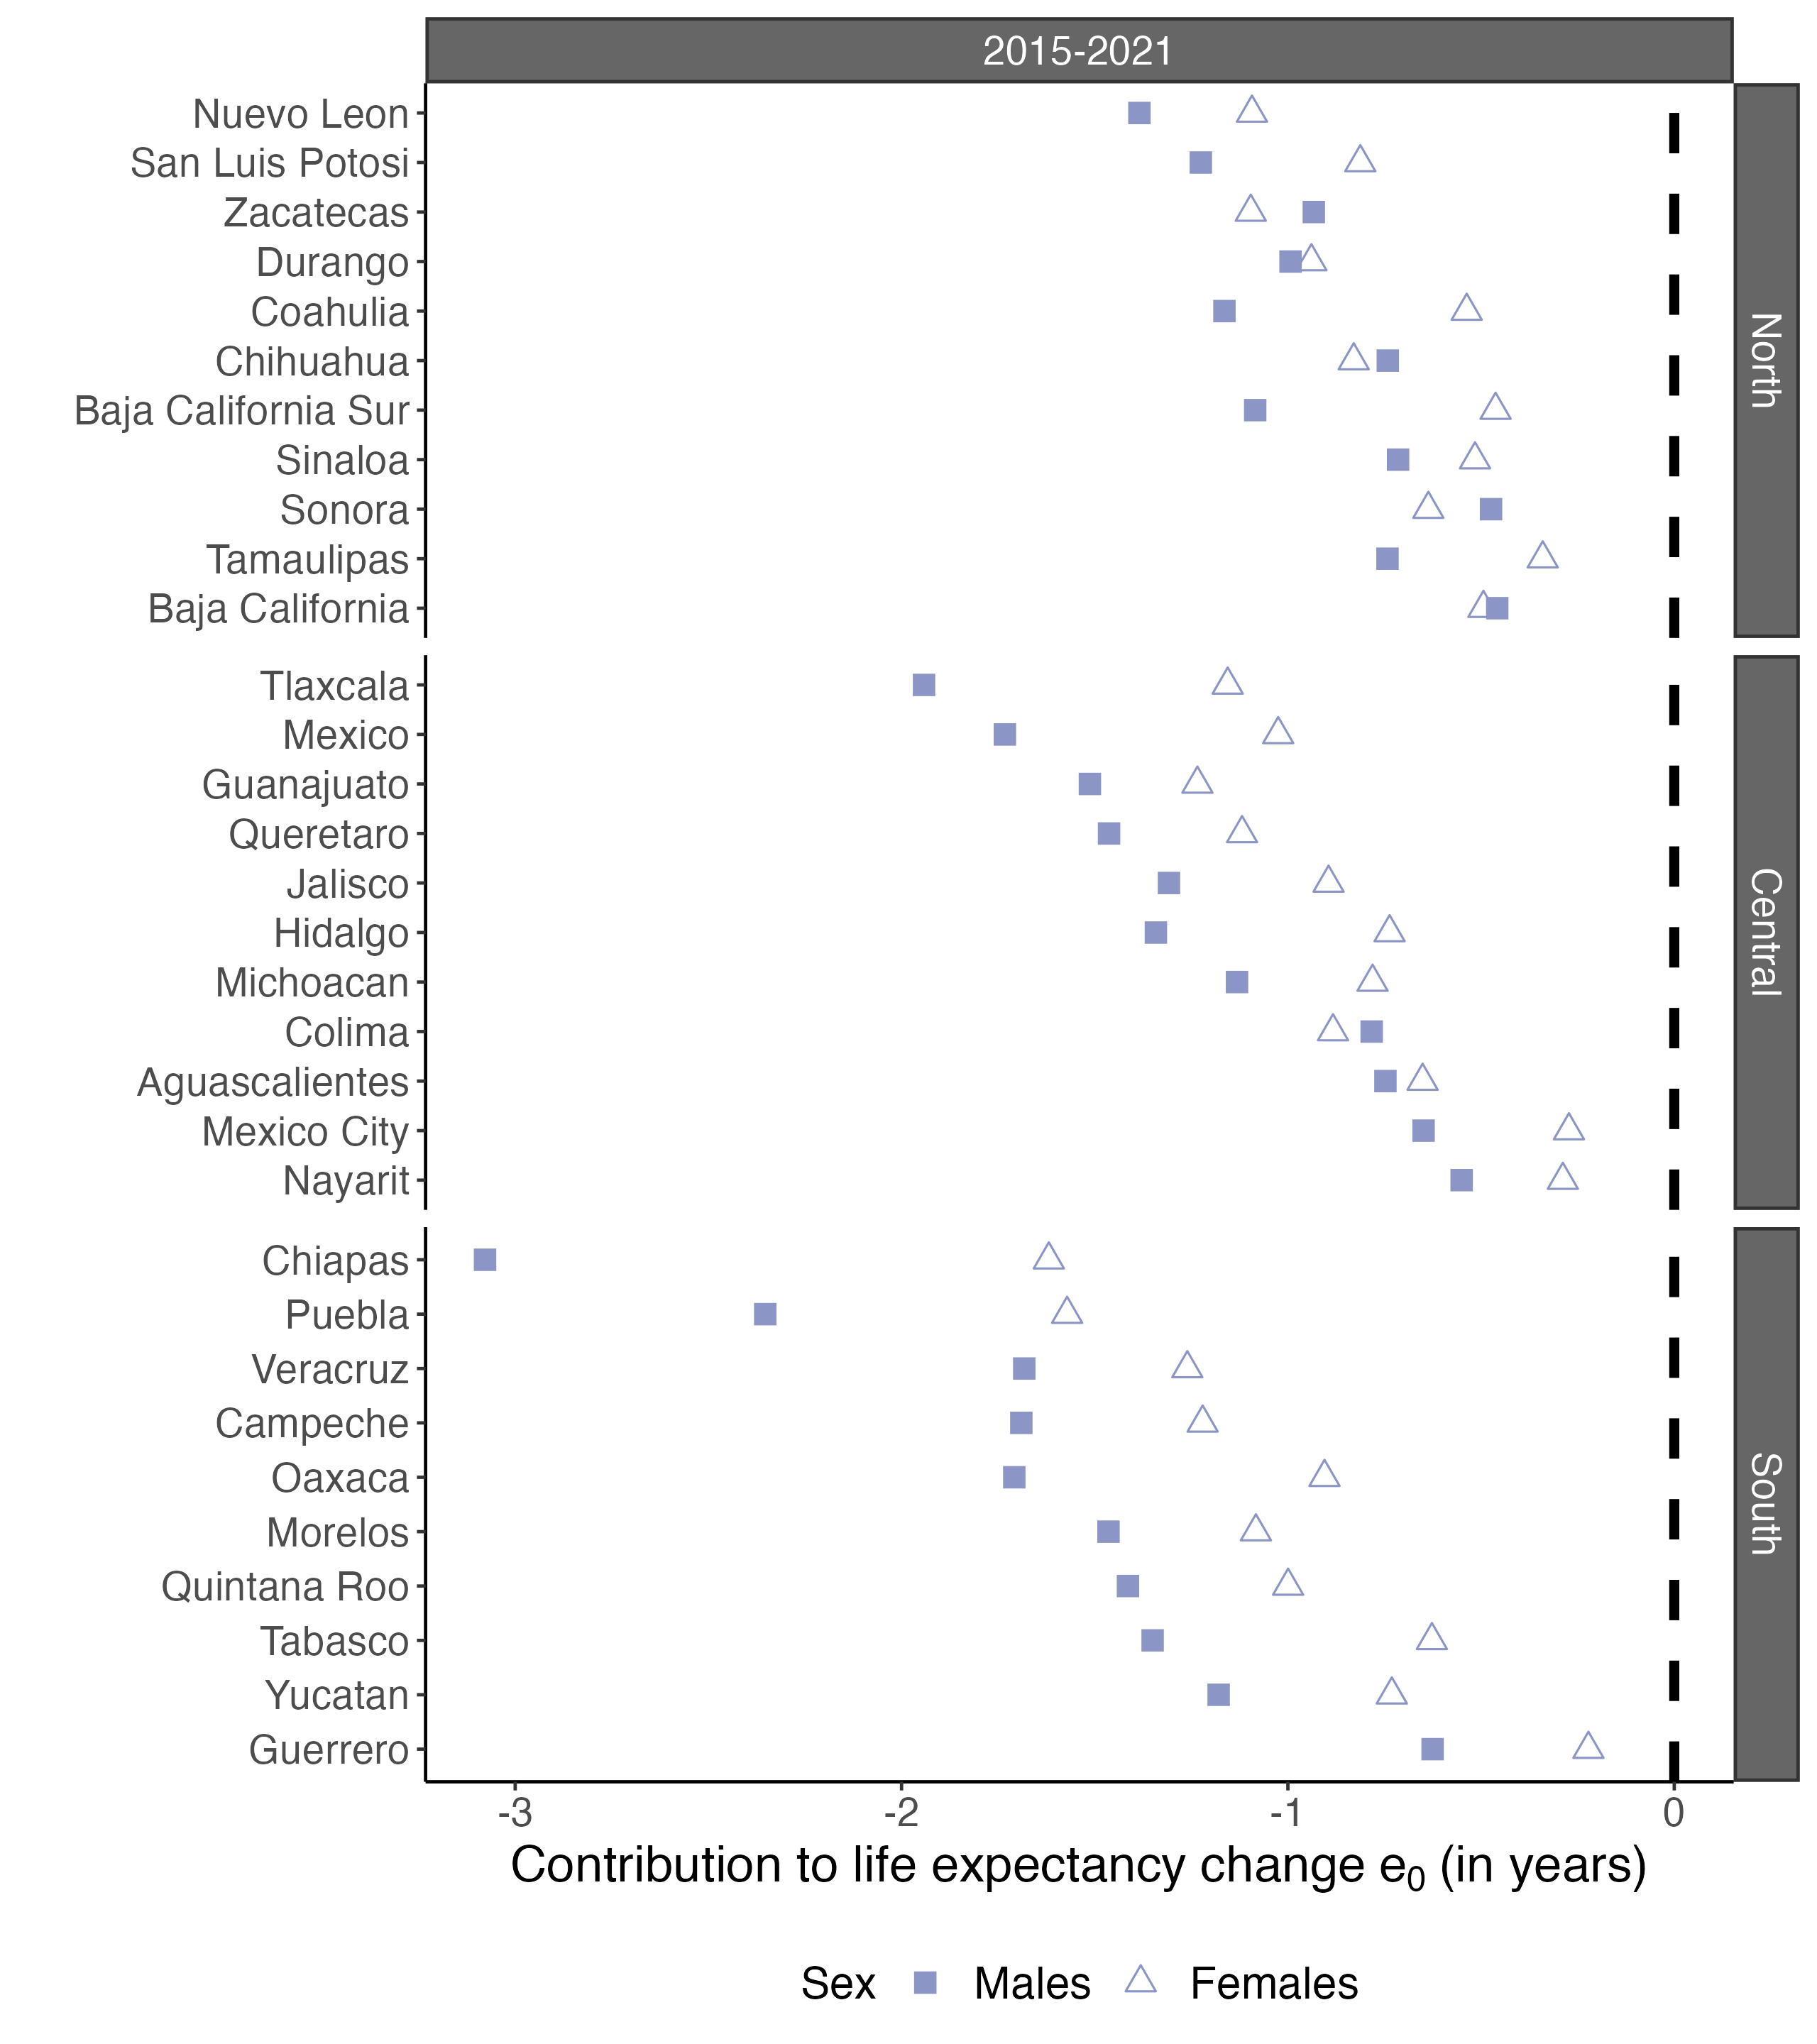 2015-2021
Nuevo Leon
San Luis Potosi
Zacatecas
Durango
Coahulia
Chihuahua
Baja California Sur
Sinaloa
Sonora
Tamaulipas
Baja California
North
Tlaxcala
Mexico
Guanajuato
Queretaro
Jalisco
Hidalgo
Michoacan
Colima
Aguascalientes
Mexico City
Nayarit
Central
Chiapas
Puebla
Veracruz
Campeche
Oaxaca
Morelos
Quintana Roo
Tabasco
Yucatan
Guerrero
South
-3 -2 -1 0
Contribution to life expectancy change e₀ (in years)
Sex Males Females